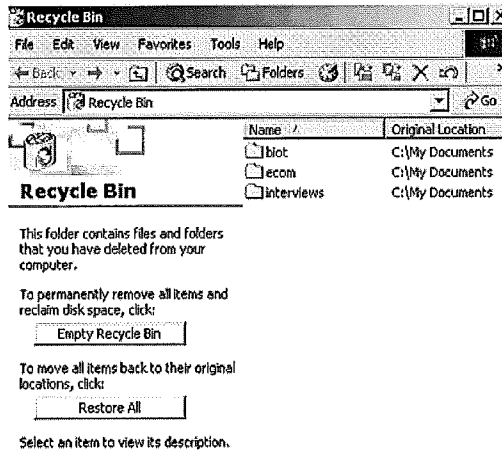 Recycle Bin
File Edit View Favorites Tools Help
Back Search Folders
Address Recycle Bin Go
Name Original Location
biot C:\My Documents
ecom C:\My Documents
interviews C:\My Documents
Recycle Bin
This folder contains files and folders
that you have deleted from your
computer.
To permanently remove all items and
reclaim disk space, click:
Empty Recycle Bin
To move all items back to their original
locations, click:
Restore All
Select an item to view its description.